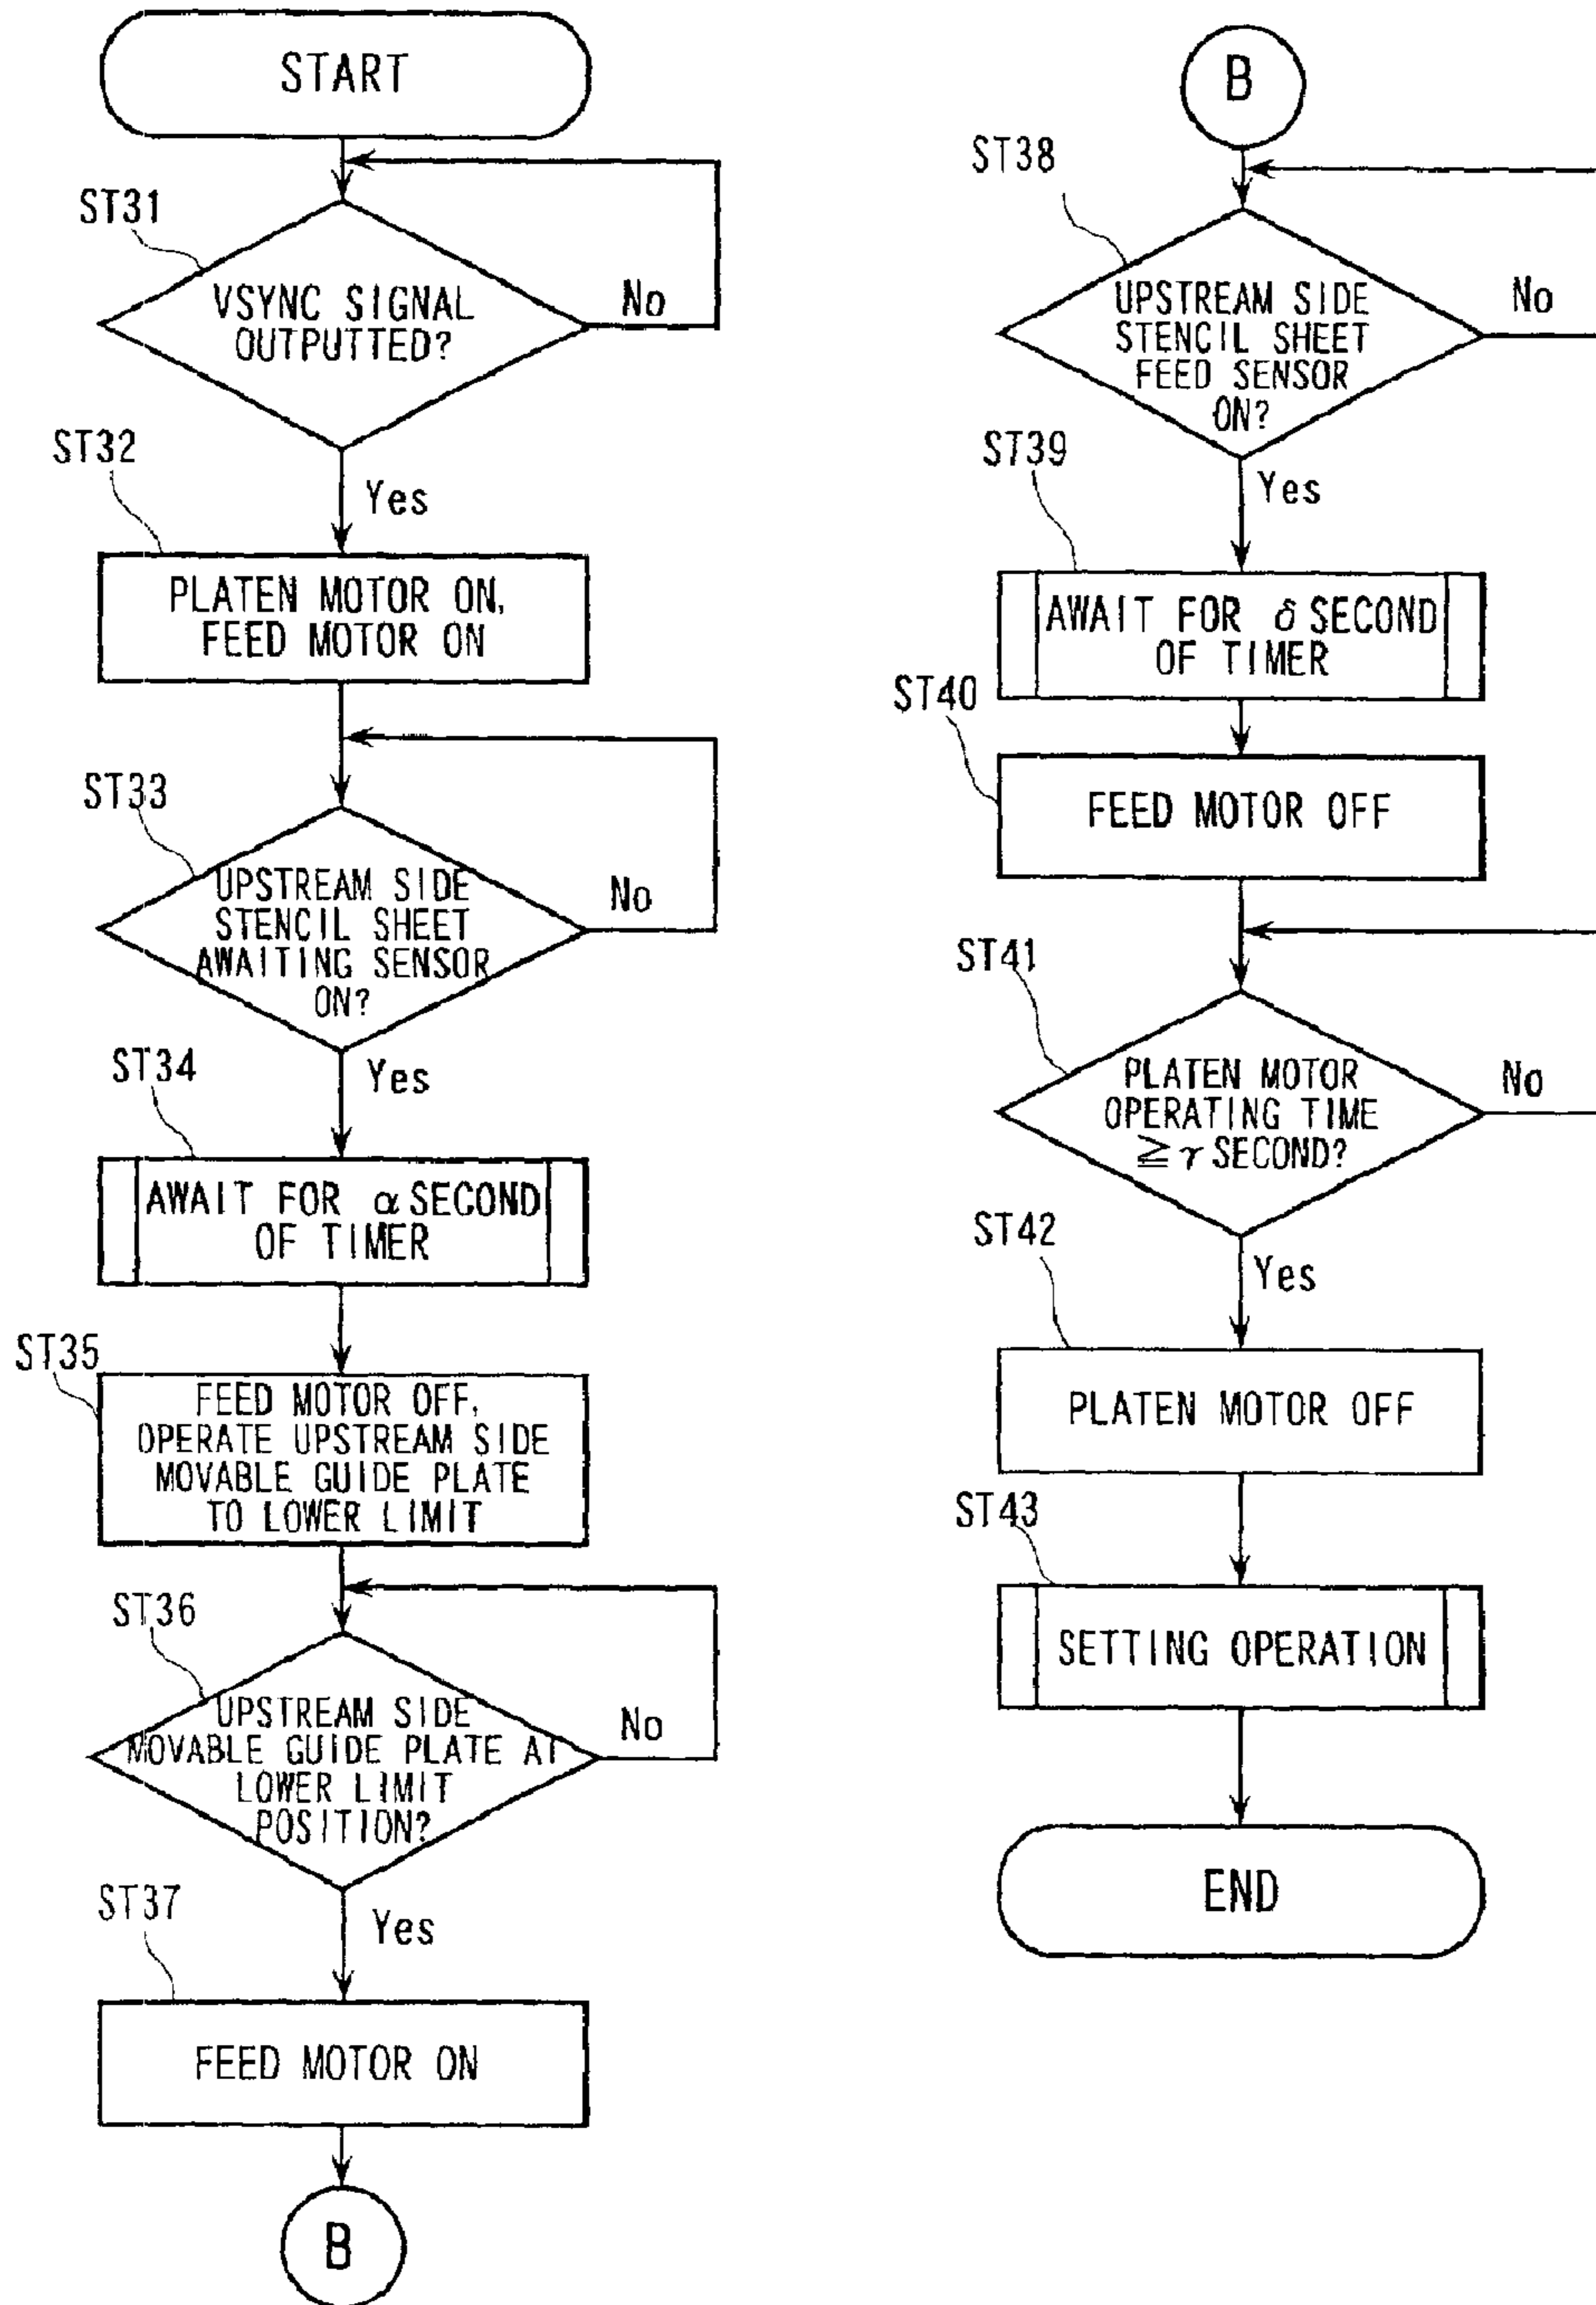 START
ST31
VSYNC SIGNAL
OUTPUTTED?
No
Yes
ST32
PLATEN MOTOR ON,
FEED MOTOR ON
ST33
UPSTREAM SIDE
STENCIL SHEET
AWAITING SENSOR
ON?
No
Yes
ST34
AWAIT FOR α SECOND
OF TIMER
ST35
FEED MOTOR OFF,
OPERATE UPSTREAM SIDE
MOVABLE GUIDE PLATE
TO LOWER LIMIT
ST36
UPSTREAM SIDE
MOVABLE GUIDE PLATE AT
LOWER LIMIT
POSITION?
No
Yes
ST37
FEED MOTOR ON
B
B
ST38
UPSTREAM SIDE
STENCIL SHEET
FEED SENSOR
ON?
No
Yes
ST39
AWAIT FOR δ SECOND
OF TIMER
ST40
FEED MOTOR OFF
ST41
PLATEN MOTOR
OPERATING TIME
≧ γ SECOND?
No
Yes
ST42
PLATEN MOTOR OFF
ST43
SETTING OPERATION
END